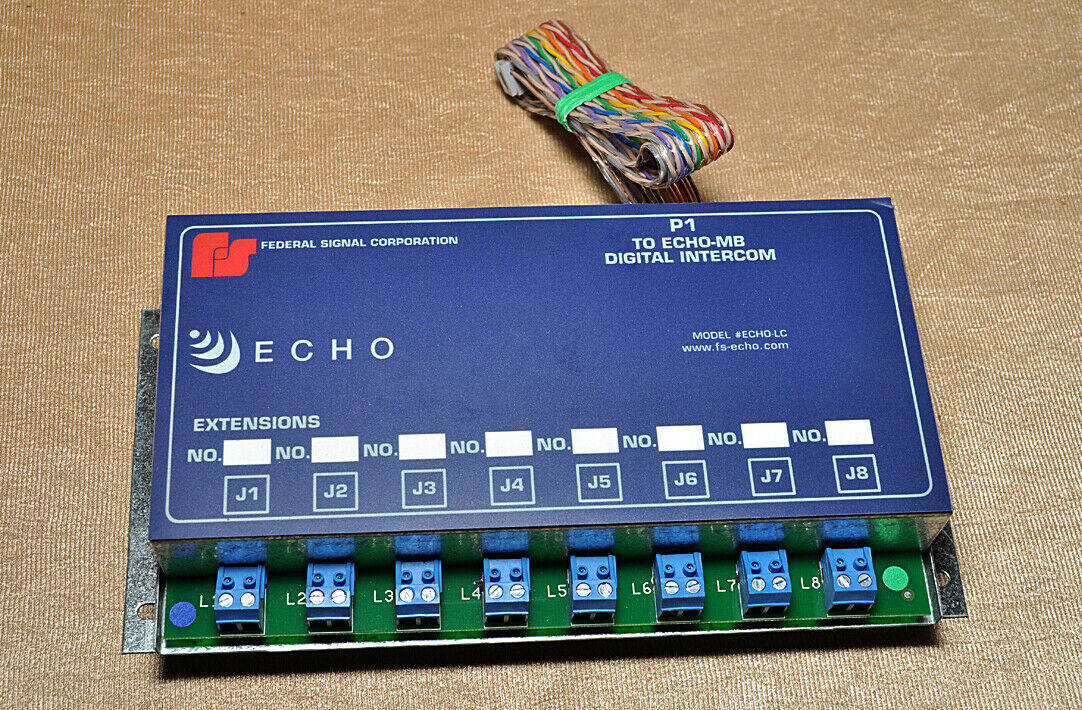 FS
FEDERAL SIGNAL CORPORATION
P1
TO ECHO-MB
DIGITAL INTERCOM
ECHO
MODEL #ECHO-LC
www.fs-echo.com
EXTENSIONS
NO. NO. NO. NO. NO. NO. NO. NO.
J1 J2 J3 J4 J5 J6 J7 J8
L1 L2 L3 L4 L5 L6 L7 L8